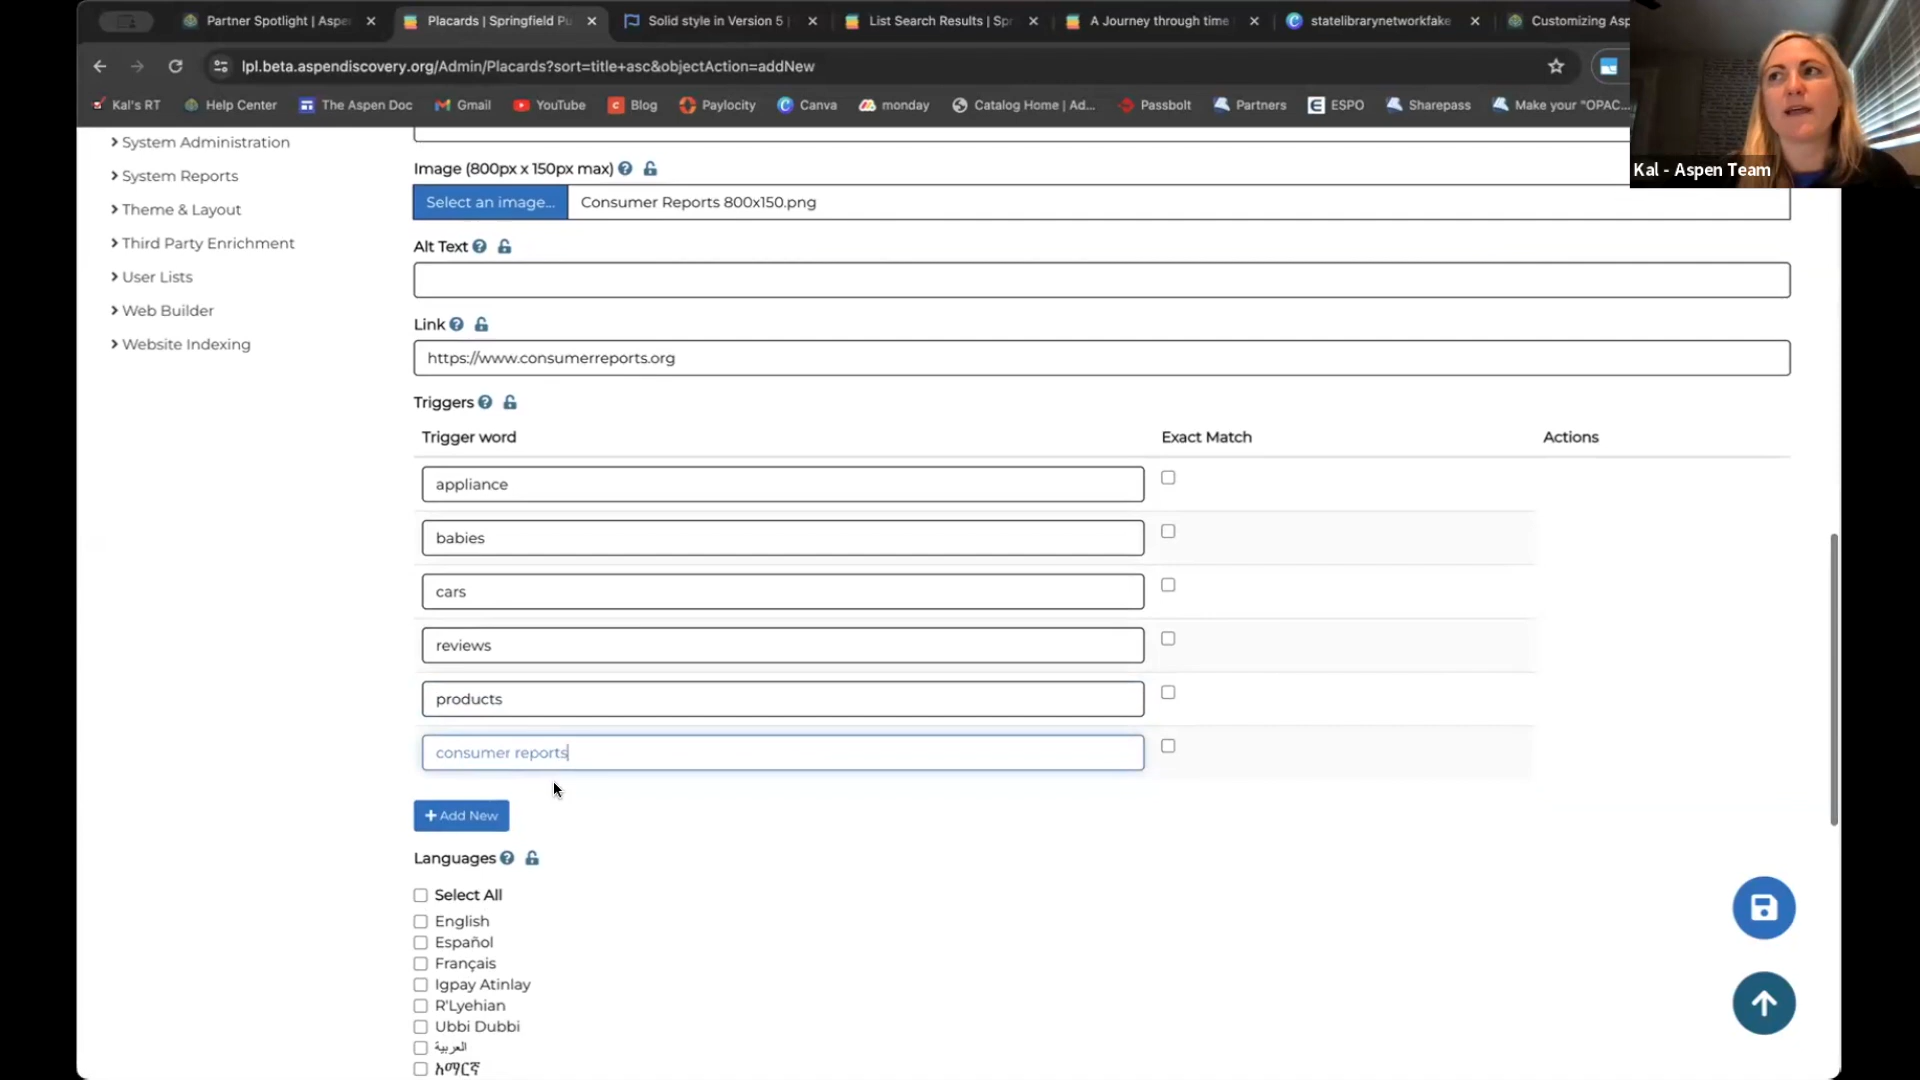 Partner Spotlight | Aspe
Placards | Springfield Pu
Solid style in Version 5 |
List Search Results | Spr
A Journey through time
statelibrarynetworkfake
Customizing Asp
lpl.beta.aspendiscovery.org/Admin/Placards?sort=title+asc&objectAction=addNew
Kal's RT
Help Center
The Aspen Doc
Gmail
YouTube
Blog
Paylocity
Canva
monday
Catalog Home | Ad...
Passbolt
Partners
ESPO
Sharepass
Make your "OPAC...
Kal - Aspen Team
System Administration
System Reports
Theme & Layout
Third Party Enrichment
User Lists
Web Builder
Website Indexing
Image (800px x 150px max)
Select an image...
Consumer Reports 800x150.png
Alt Text
Link
https://www.consumerreports.org
Triggers
Trigger word
Exact Match
Actions
appliance
babies
cars
reviews
products
consumer reports
+ Add New
Languages
Select All
English
Español
Français
Igpay Atinlay
R'Lyehian
Ubbi Dubbi
العربية
አማርኛ